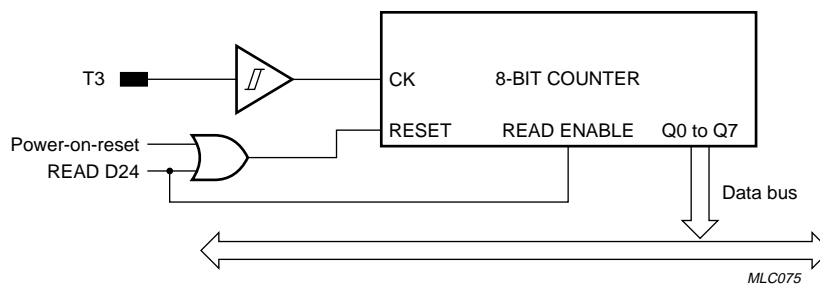 T3
CK
8-BIT COUNTER
RESET
READ ENABLE
Q0 to Q7
Power-on-reset
READ D24
Data bus
MLC075